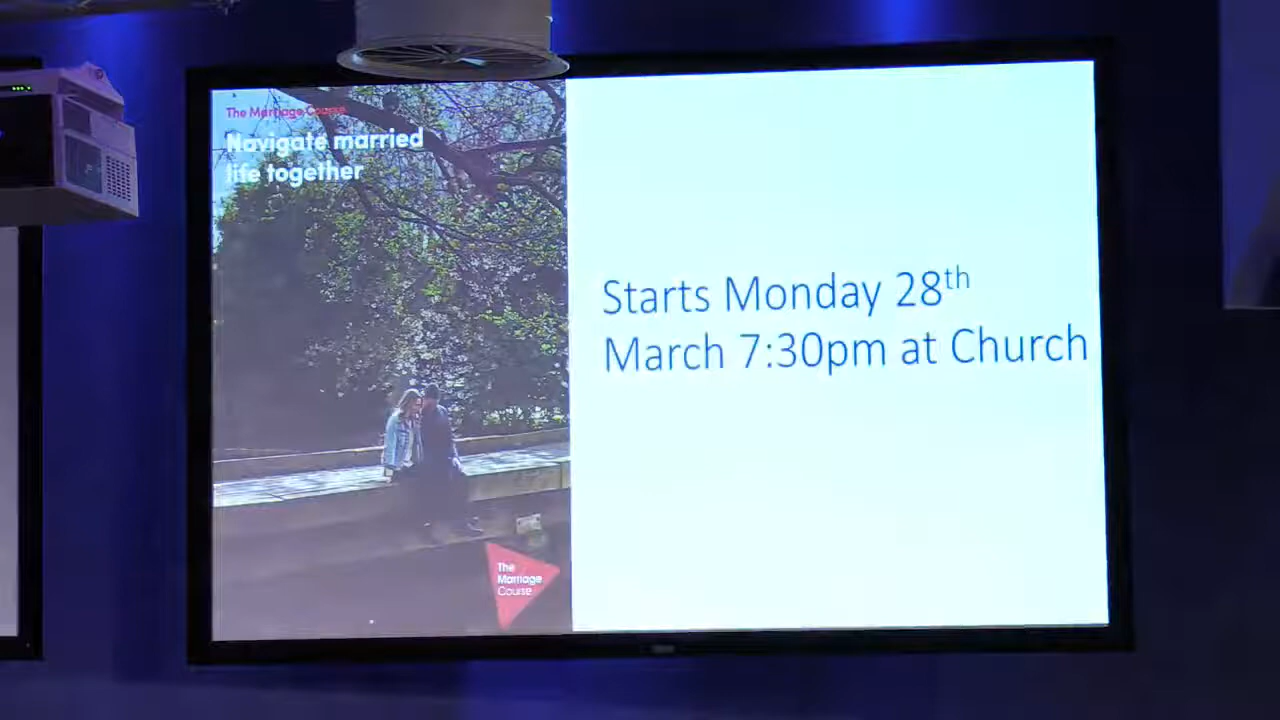 The Marriage Course
Navigate married
life together
Starts Monday 28th
March 7:30pm at Church
The
Marriage
Course